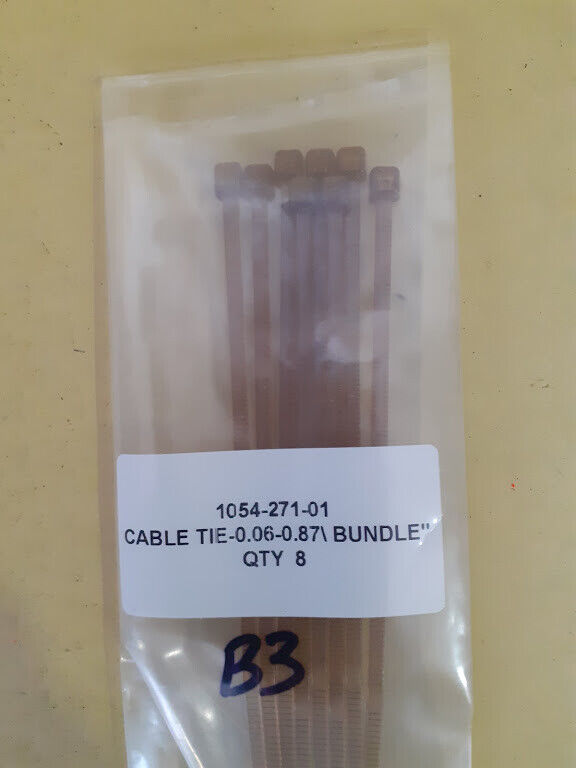 1054-271-01
CABLE TIE-0.06-0.87\ BUNDLE"
QTY 8
B3